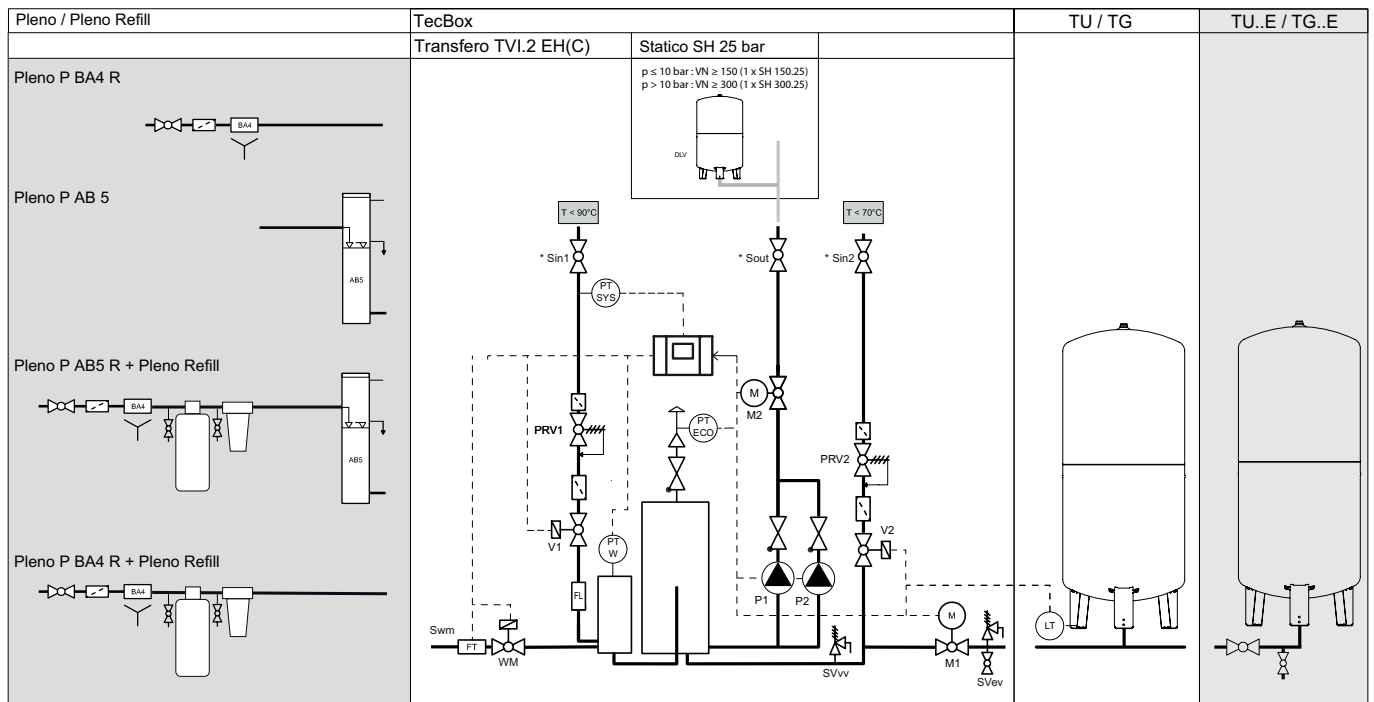 Pleno / Pleno Refill
TecBox
TU / TG
TU..E / TG..E
Transfero TVI.2 EH(C)
Statico SH 25 bar
p ≤ 10 bar : VN ≥ 150 (1 x SH 150.25)
p > 10 bar : VN ≥ 300 (1 x SH 300.25)
DLV
Pleno P BA4 R
BA4
Pleno P AB 5
AB5
Pleno P AB5 R + Pleno Refill
BA4
AB5
Pleno P BA4 R + Pleno Refill
BA4
T < 90°C
T < 70°C
* Sin1
* Sout
* Sin2
PT
SYS
M
M2
PT
ECO
PRV1
PRV2
V1
PT
W
V2
FL
P1
P2
Swm
FT
WM
SVvv
M
M1
SVev
LT